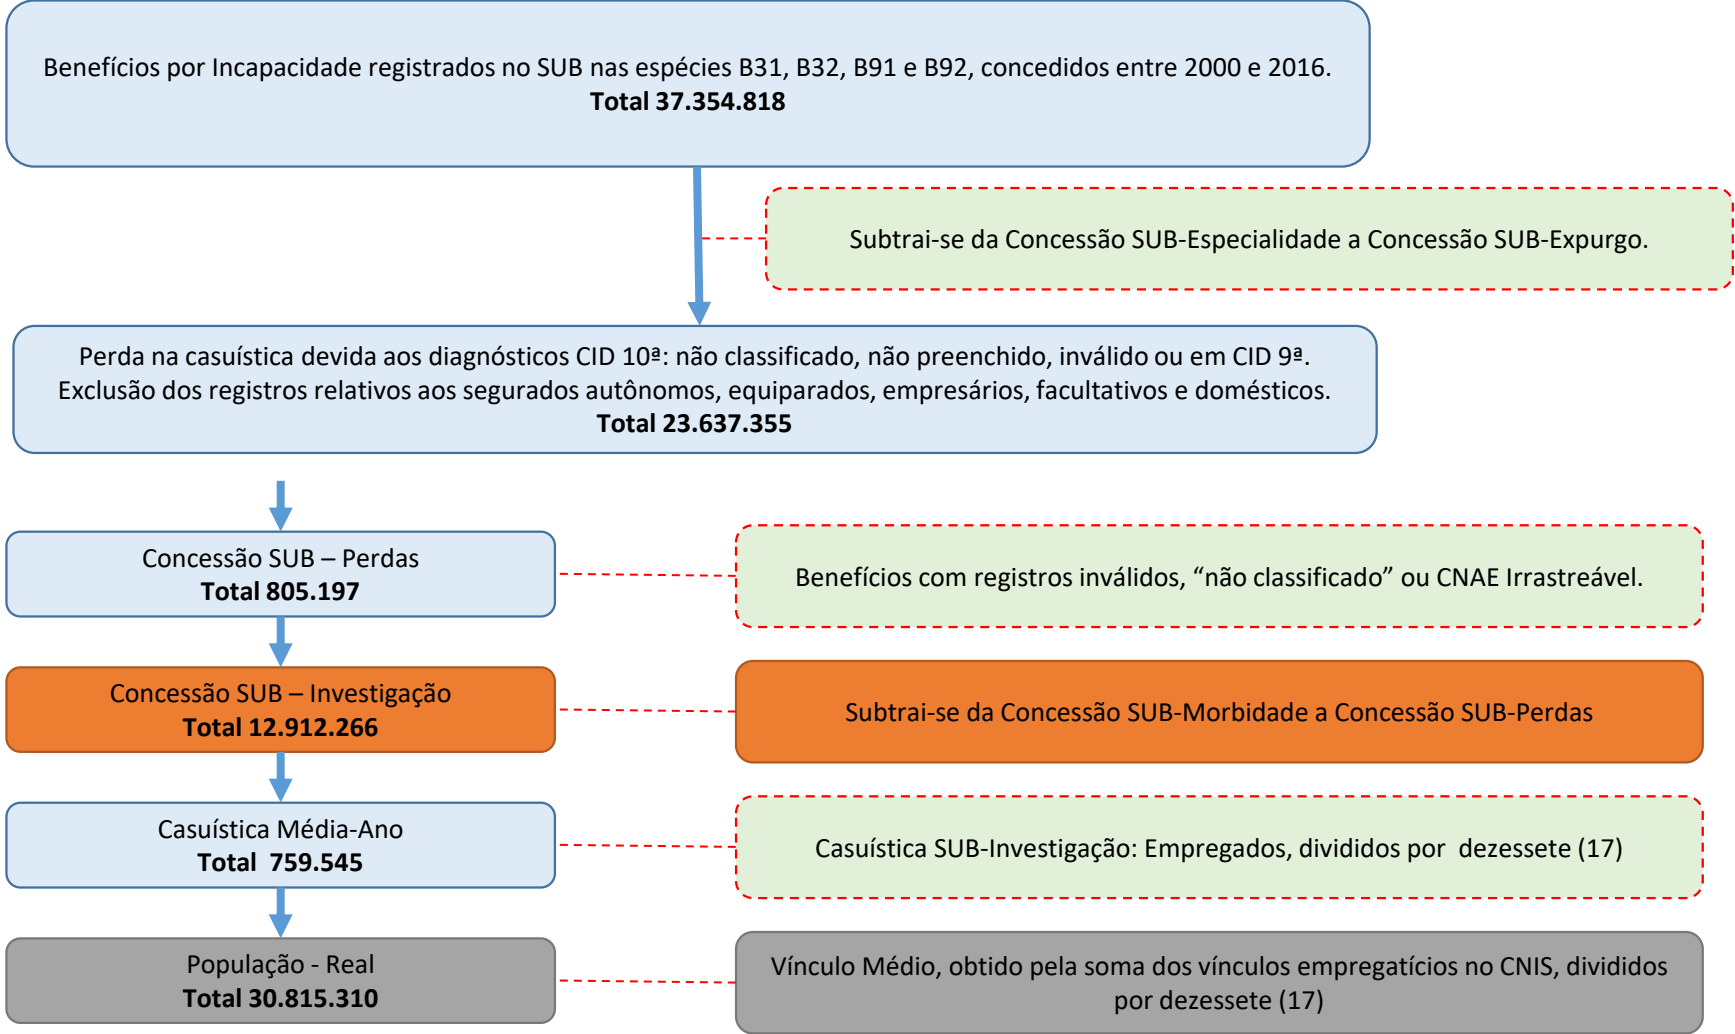 Benefícios por Incapacidade registrados no SUB nas espécies B31, B32, B91 e B92, concedidos entre 2000 e 2016.
Total 37.354.818
Subtrai-se da Concessão SUB-Especialidade a Concessão SUB-Expurgo.
Perda na casuística devida aos diagnósticos CID 10ª: não classificado, não preenchido, inválido ou em CID 9ª.
Exclusão dos registros relativos aos segurados autônomos, equiparados, empresários, facultativos e domésticos.
Total 23.637.355
Concessão SUB – Perdas
Total 805.197
Benefícios com registros inválidos, “não classificado” ou CNAE Irrastreável.
Concessão SUB – Investigação
Total 12.912.266
Subtrai-se da Concessão SUB-Morbidade a Concessão SUB-Perdas
Casuística Média-Ano
Total 759.545
Casuística SUB-Investigação: Empregados, divididos por dezessete (17)
População - Real
Total 30.815.310
Vínculo Médio, obtido pela soma dos vínculos empregatícios no CNIS, divididos
por dezessete (17)